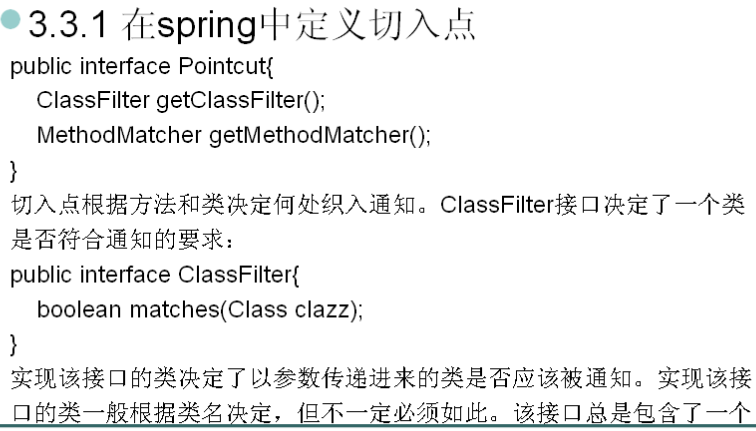 3.3.1 在spring中定义切入点
public interface Pointcut{
ClassFilter getClassFilter();
MethodMatcher getMethodMatcher();
}
切入点根据方法和类决定何处织入通知。ClassFilter接口决定了一个类
是否符合通知的要求:
public interface ClassFilter{
boolean matches(Class clazz);
}
实现该接口的类决定了以参数传递进来的类是否应该被通知。实现该接
口的类一般根据类名决定,但不一定必须如此。该接口总是包含了一个